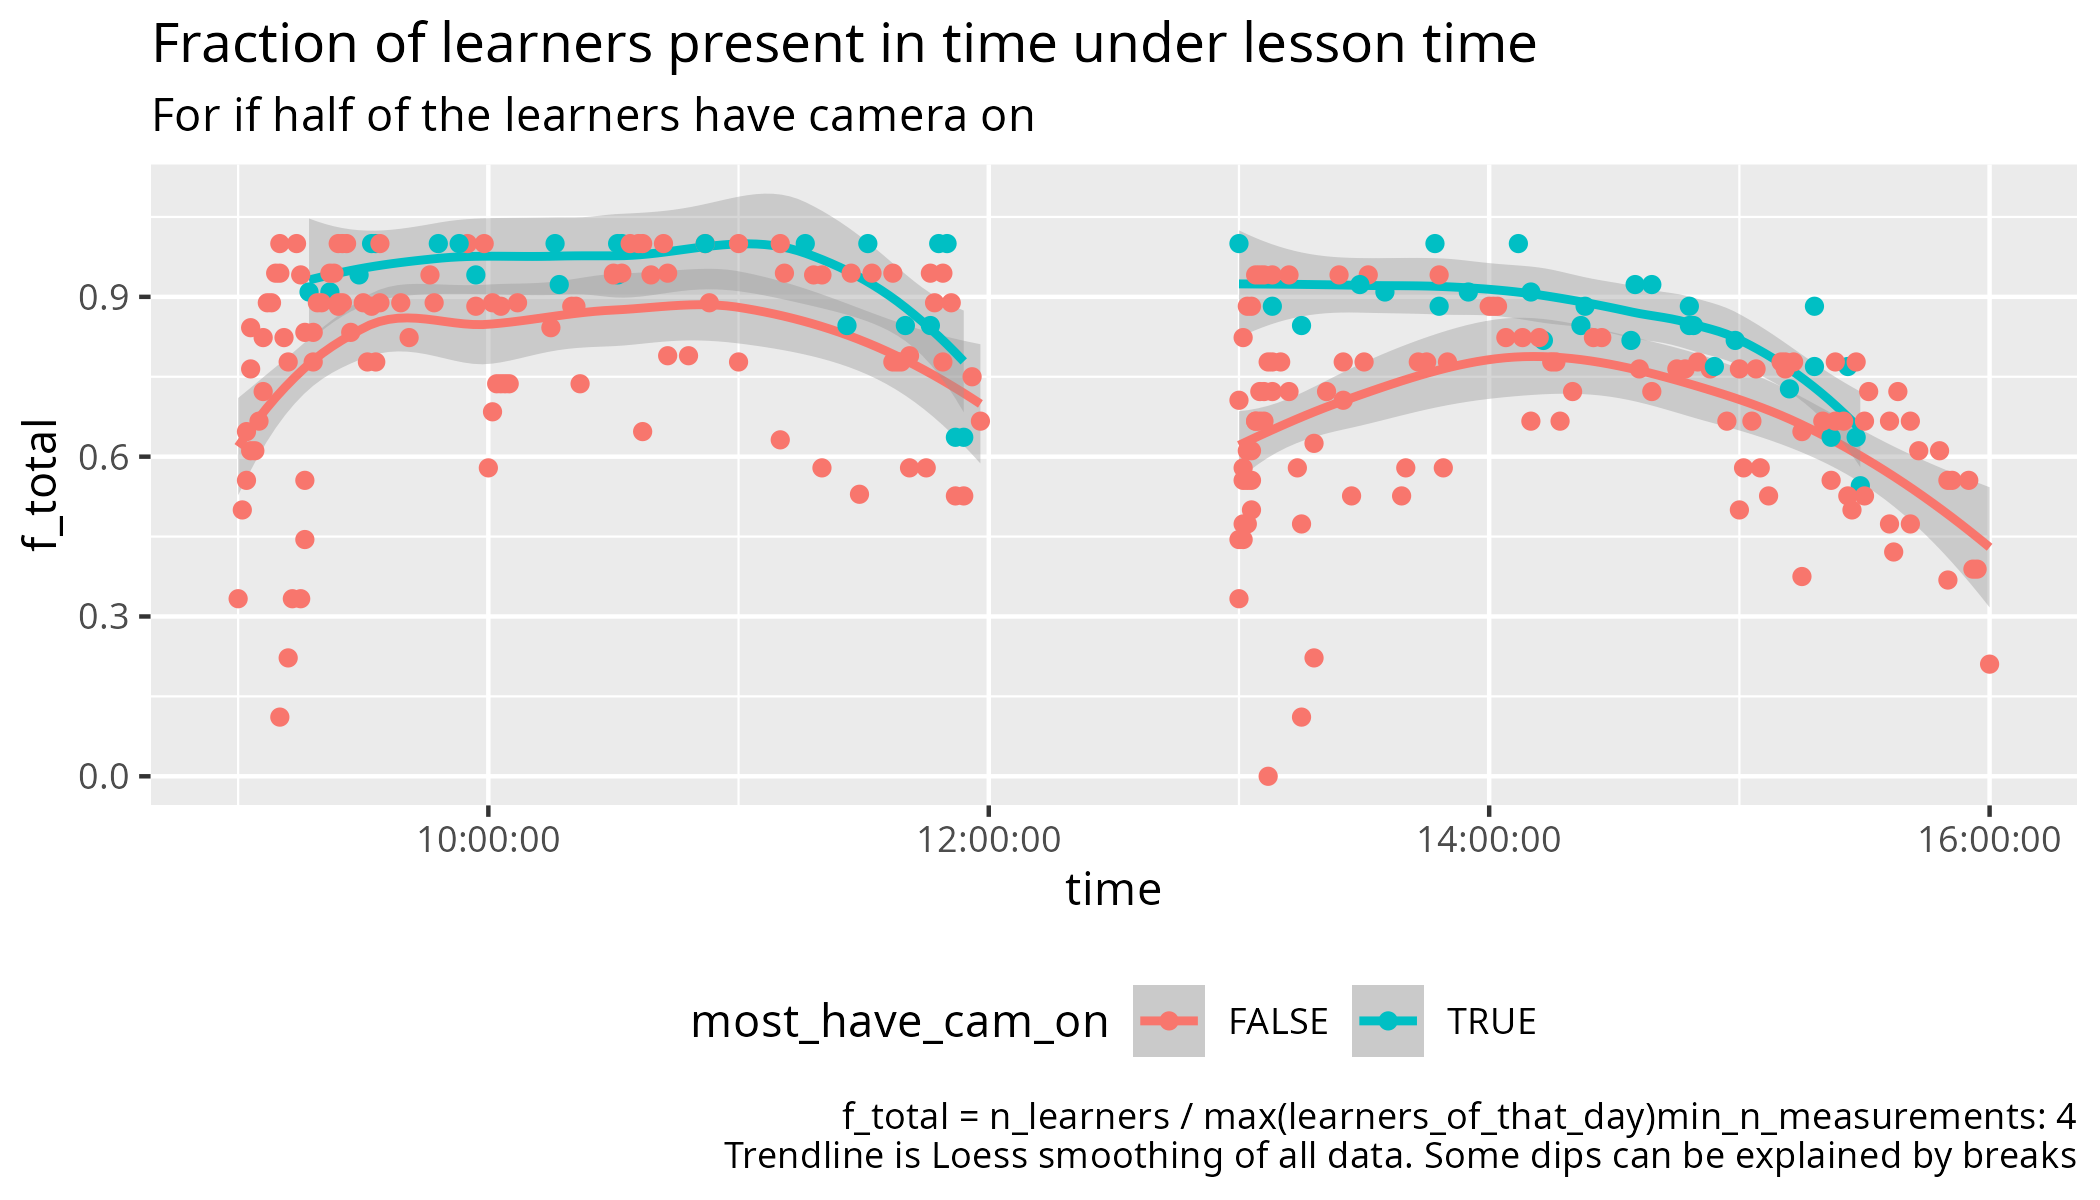 Fraction of learners present in time under lesson time
For if half of the learners have camera on
f_total
0.9
0.6
0.3
0.0
10:00:00 12:00:00 14:00:00 16:00:00
time
most_have_cam_on FALSE TRUE
f_total = n_learners / max(learners_of_that_day)min_n_measurements: 4
Trendline is Loess smoothing of all data. Some dips can be explained by breaks